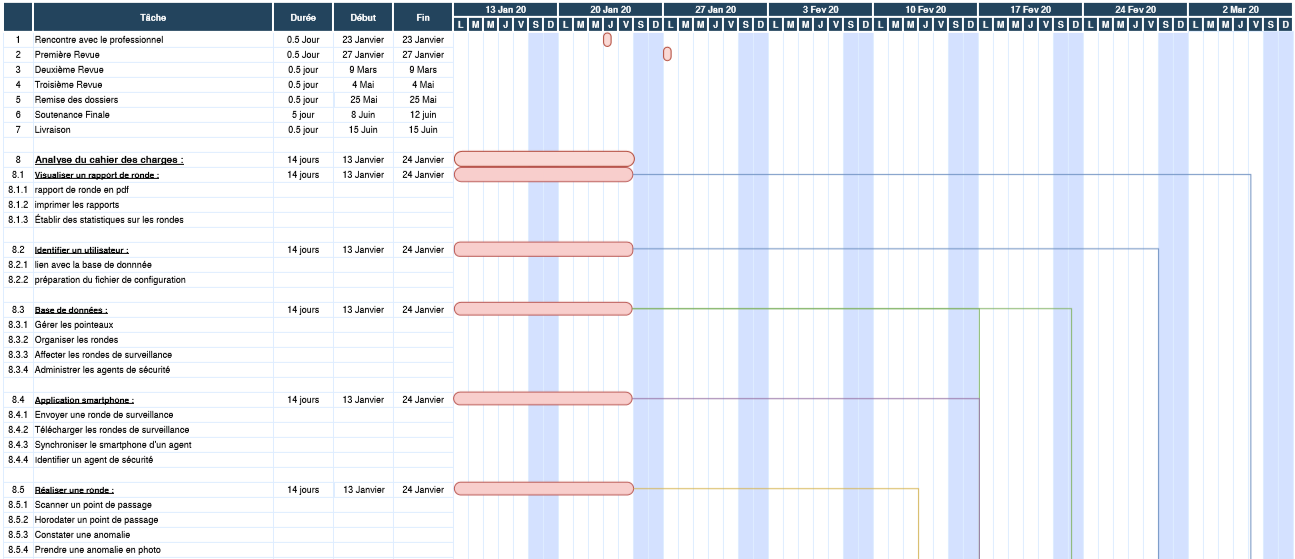 13 Jan 20 20 Jan 20 27 Jan 20 3 Fev 20 10 Fev 20 17 Fev 20 24 Fev 20 2 Mar 20
Tâche Durée Début Fin L M M J V S D L M M J V S D L M M J V S D L M M J V S D L M M J V S D L M M J V S D L M M J V S D L M M J V S D
1 Rencontre avec le professionnel 0.5 Jour 23 Janvier 23 Janvier
2 Première Revue 0.5 jour 27 Janvier 27 Janvier
3 Deuxième Revue 0.5 jour 9 Mars 9 Mars
4 Troisième Revue 0.5 jour 4 Mai 4 Mai
5 Remise des dossiers 0.5 jour 25 Mai 25 Mai
6 Soutenance Finale 5 jour 8 Juin 12 juin
7 Livraison 0.5 jour 15 Juin 15 Juin
8 Analyse du cahier des charges : 14 jours 13 Janvier 24 Janvier
8.1 Visualiser un rapport de ronde : 14 jours 13 Janvier 24 Janvier
8.1.1 rapport de ronde en pdf
8.1.2 imprimer les rapports
8.1.3 Établir des statistiques sur les rondes
8.2 Identifier un utilisateur : 14 jours 13 Janvier 24 Janvier
8.2.1 lien avec la base de donnnée
8.2.2 préparation du fichier de configuration
8.3 Base de données : 14 jours 13 Janvier 24 Janvier
8.3.1 Gérer les pointeaux
8.3.2 Organiser les rondes
8.3.3 Affecter les rondes de surveillance
8.3.4 Administrer les agents de sécurité
8.4 Application smartphone : 14 jours 13 Janvier 24 Janvier
8.4.1 Envoyer une ronde de surveillance
8.4.2 Télécharger les rondes de surveillance
8.4.3 Synchroniser le smartphone d'un agent
8.4.4 Identifier un agent de sécurité
8.5 Réaliser une ronde : 14 jours 13 Janvier 24 Janvier
8.5.1 Scanner un point de passage
8.5.2 Horodater un point de passage
8.5.3 Constater une anomalie
8.5.4 Prendre une anomalie en photo